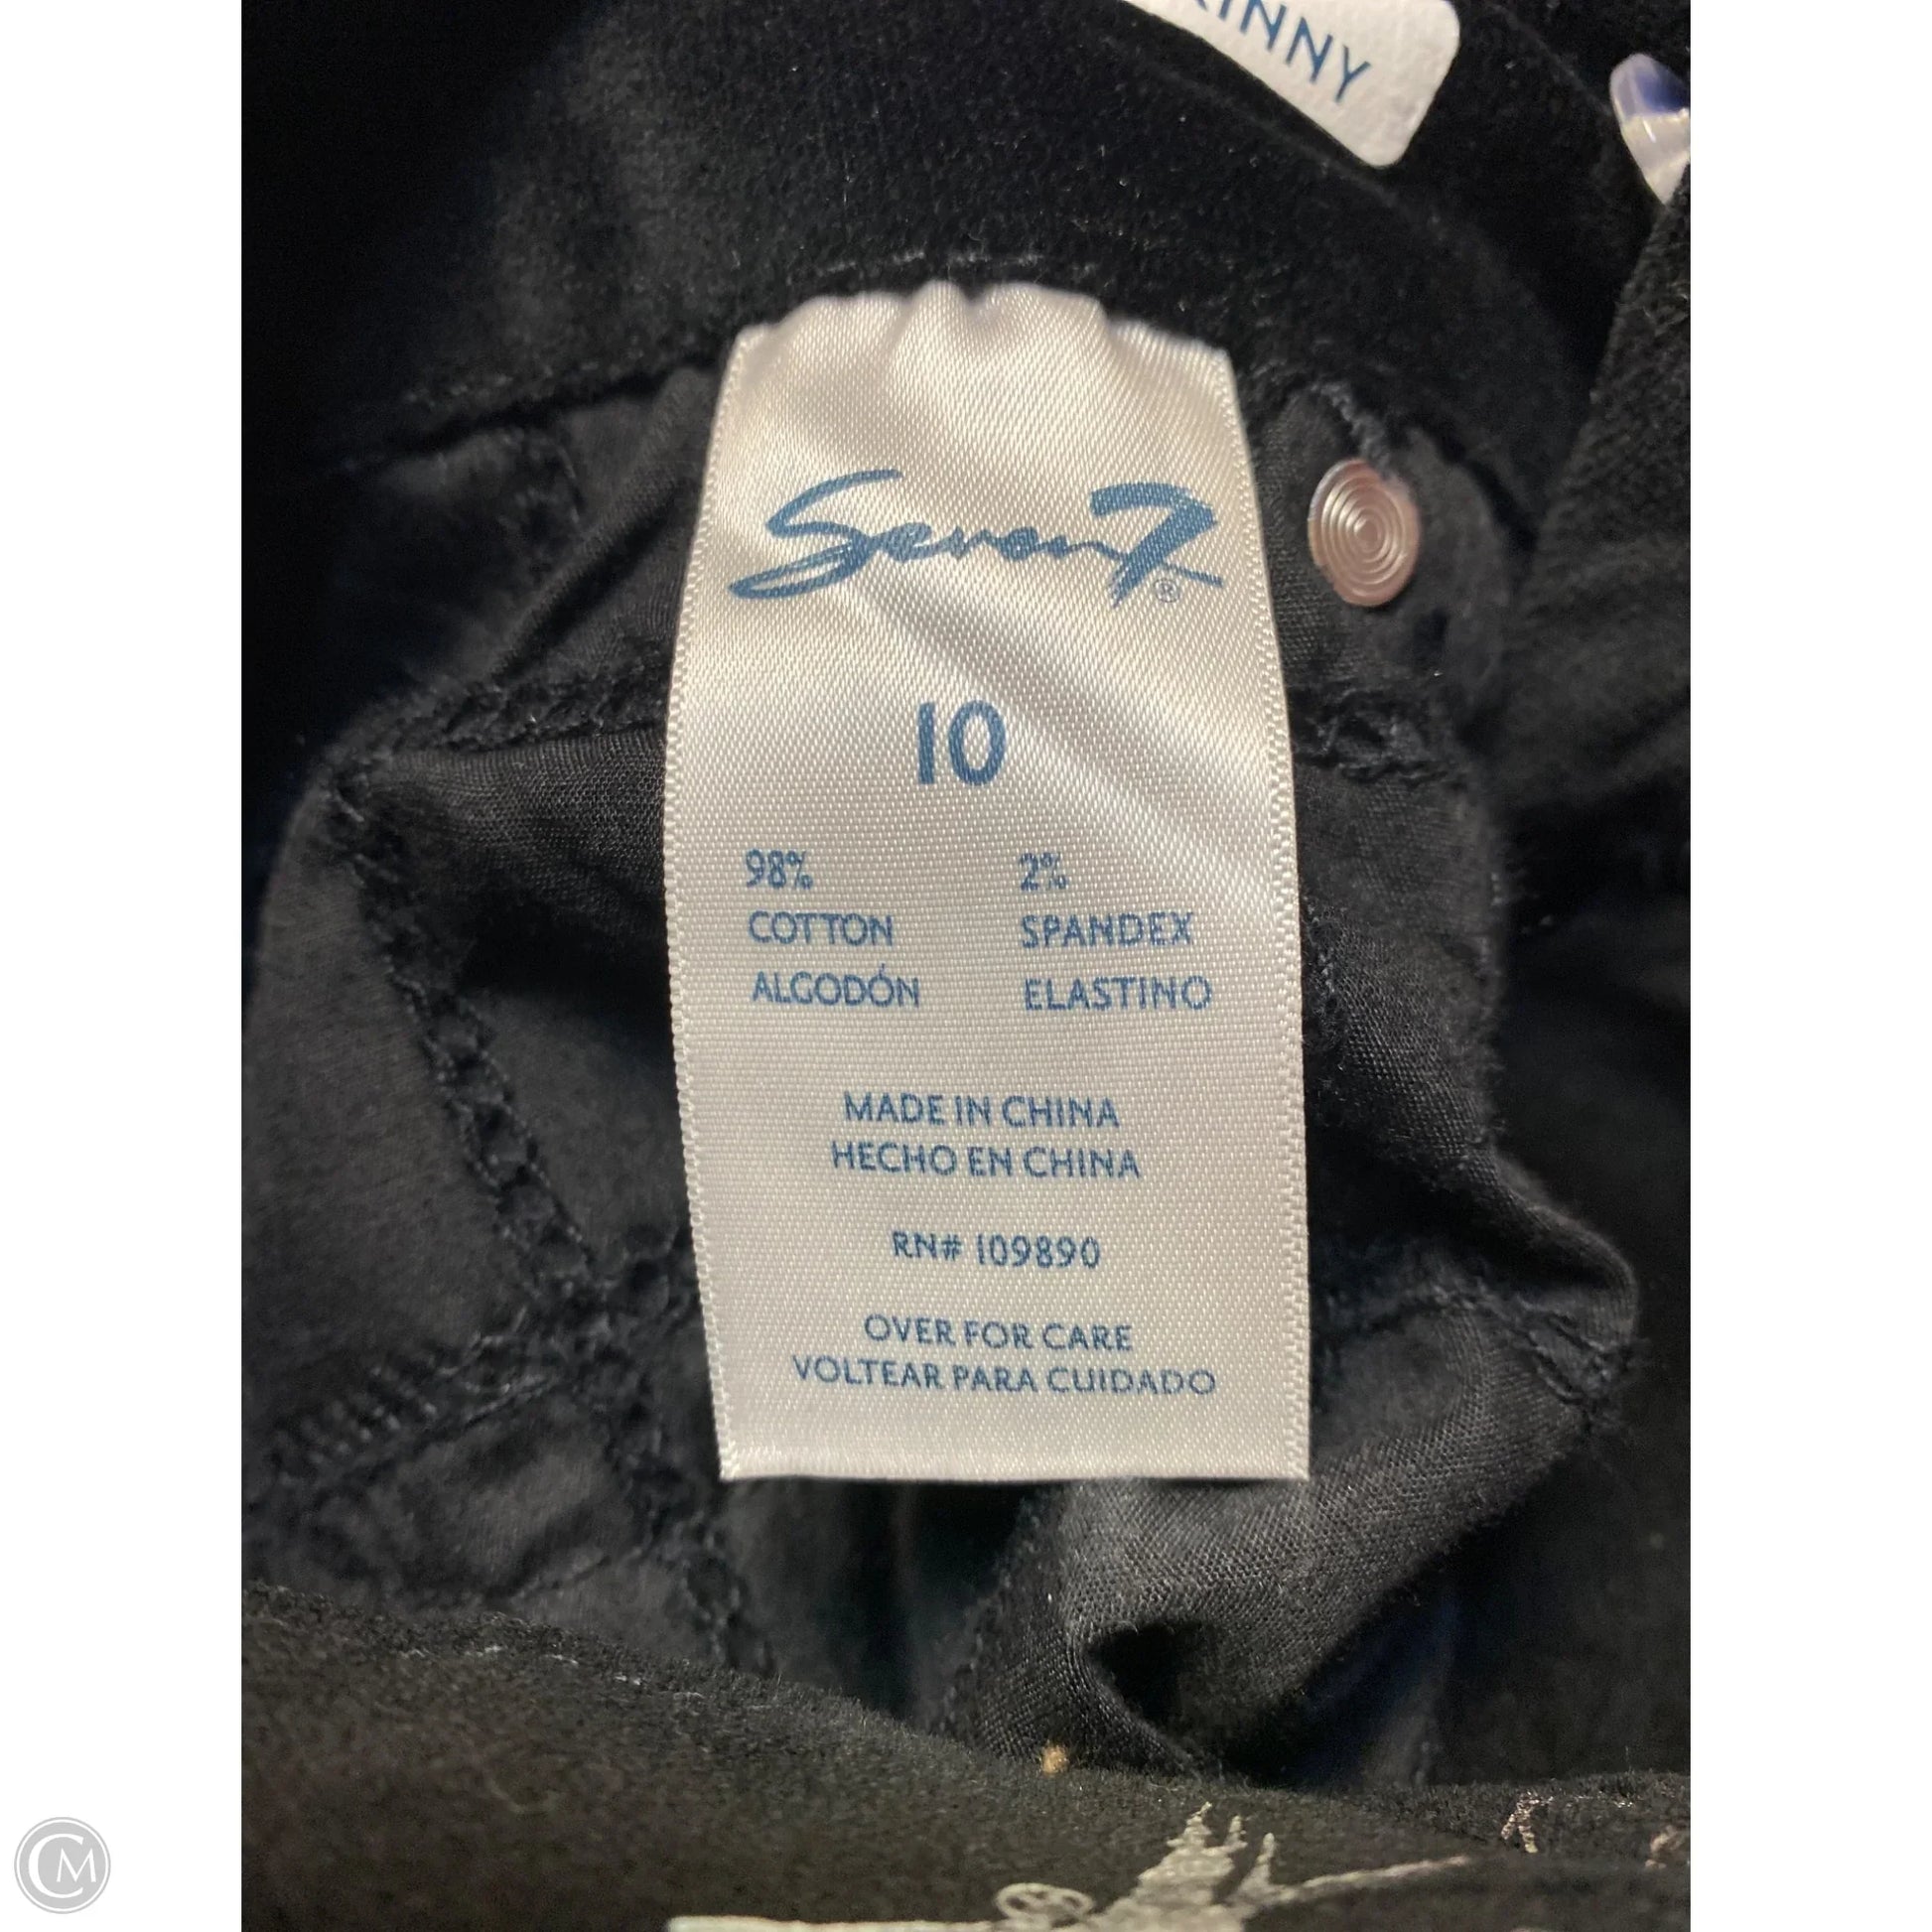 Seven7®
10
98% 2%
COTTON SPANDEX
ALGODÓN ELASTINO
MADE IN CHINA
HECHO EN CHINA
RN# 109890
OVER FOR CARE
VOLTEAR PARA CUIDADO
CM